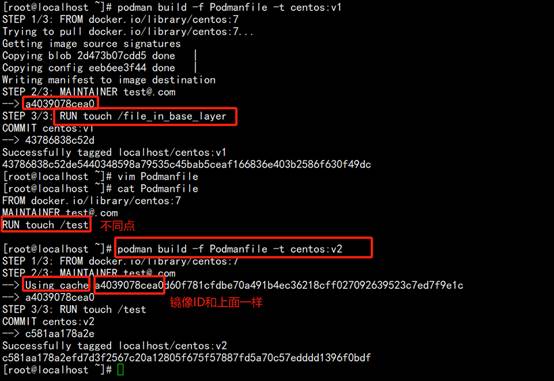 [root@localhost ~]# podman build -f Podmanfile -t centos:v1
STEP 1/3: FROM docker.io/library/centos:7
Trying to pull docker.io/library/centos:7...
Getting image source signatures
Copying blob 2d473b07cdd5 done   |
Copying config eeb6ee3f44 done   |
Writing manifest to image destination
STEP 2/3: MAINTAINER test@.com
--> a4039078cea0
STEP 3/3: RUN touch /file_in_base_layer
COMMIT centos:v1
--> 43786838c52d
Successfully tagged localhost/centos:v1
43786838c52de5440348598a79535c45bab5ceaf166836e403b2586f630f49dc
[root@localhost ~]# vim Podmanfile
[root@localhost ~]# cat Podmanfile
FROM docker.io/library/centos:7
MAINTAINER test@.com
RUN touch /test 不同点
[root@localhost ~]# podman build -f Podmanfile -t centos:v2
STEP 1/3: FROM docker.io/library/centos:7
STEP 2/3: MAINTAINER test@.com
--> Using cache a4039078cea0d60f781cfdbe70a491b4ec36218cff027092639523c7ed7f9e1c
--> a4039078cea0 镜像ID和上面一样
STEP 3/3: RUN touch /test
COMMIT centos:v2
--> c581aa178a2e
Successfully tagged localhost/centos:v2
c581aa178a2efd7d3f2567c20a12805f675f57887fd5a70c57edddd1396f0bdf
[root@localhost ~]#